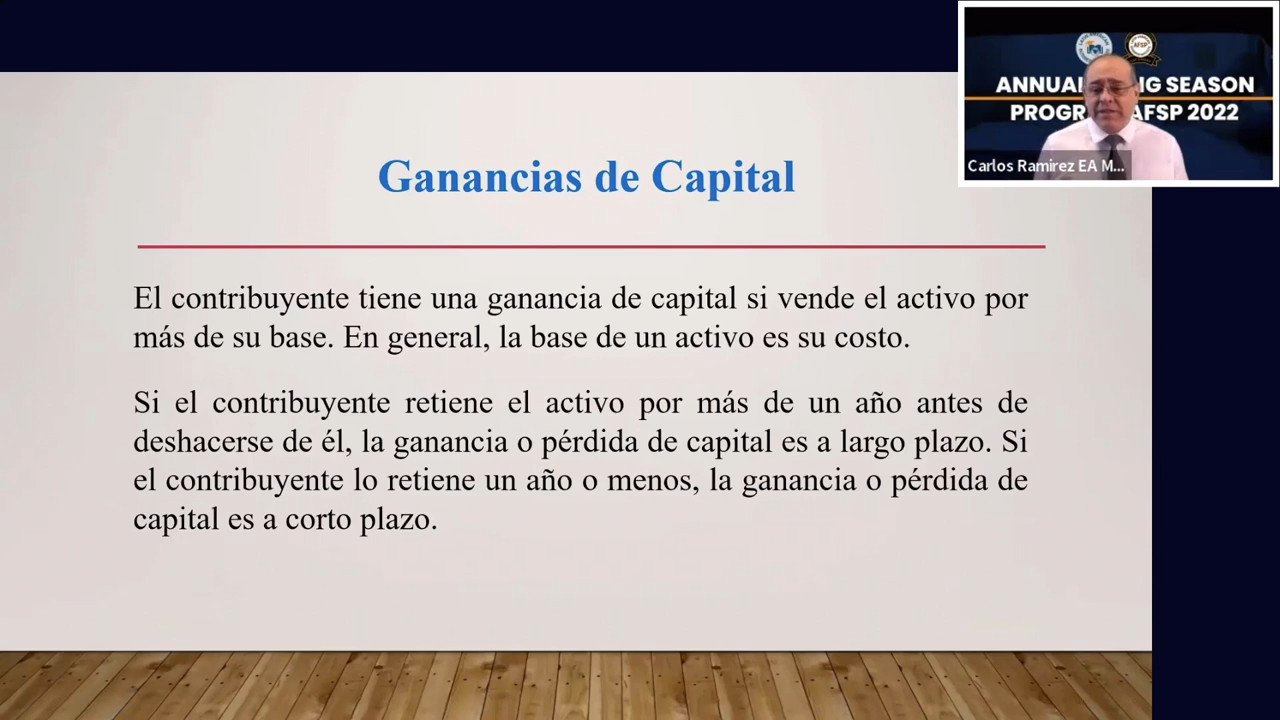 Ganancias de Capital
El contribuyente tiene una ganancia de capital si vende el activo por
más de su base. En general, la base de un activo es su costo.
Si el contribuyente retiene el activo por más de un año antes de
deshacerse de él, la ganancia o pérdida de capital es a largo plazo. Si
el contribuyente lo retiene un año o menos, la ganancia o pérdida de
capital es a corto plazo.
AFSP
ANNUAL NG SEASON
PROGR AFSP 2022
Carlos Ramirez EA M...